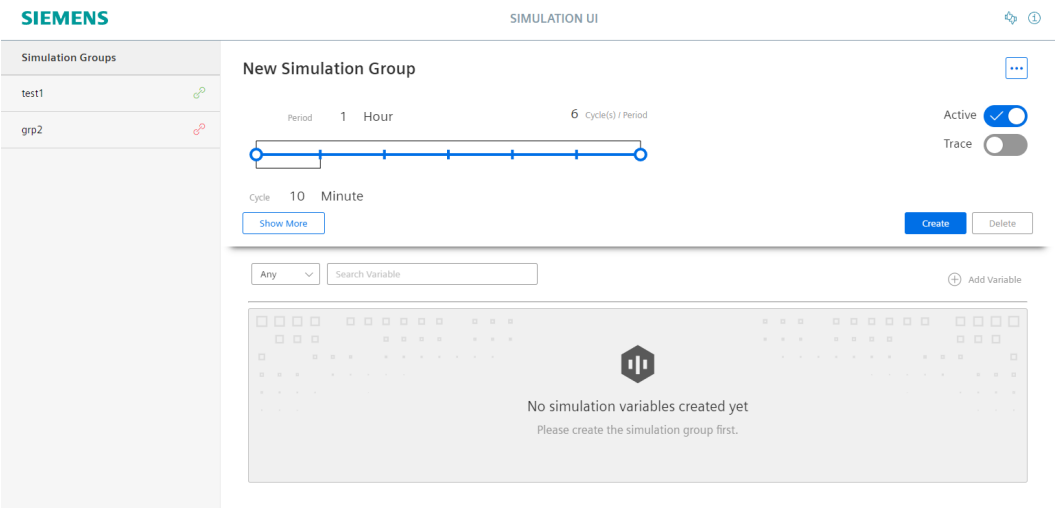 SIEMENS
SIMULATION UI
Simulation Groups
test1
grp2
New Simulation Group
Period 1 Hour 6 Cycle(s) / Period
Active
Trace
Cycle 10 Minute
Show More
Create
Delete
Any
Search Variable
Add Variable
No simulation variables created yet
Please create the simulation group first.